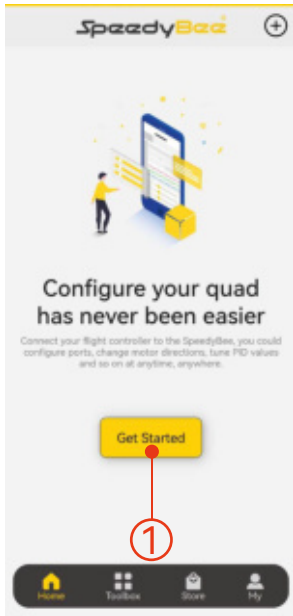 SpeedyBee
Configure your quad
has never been easier
Connect your flight controller to the SpeedyBee, you could
configure ports, change motor directions, tune PID values
and so on at anytime, anywhere.
Get Started
1
Home Toolbox Store My